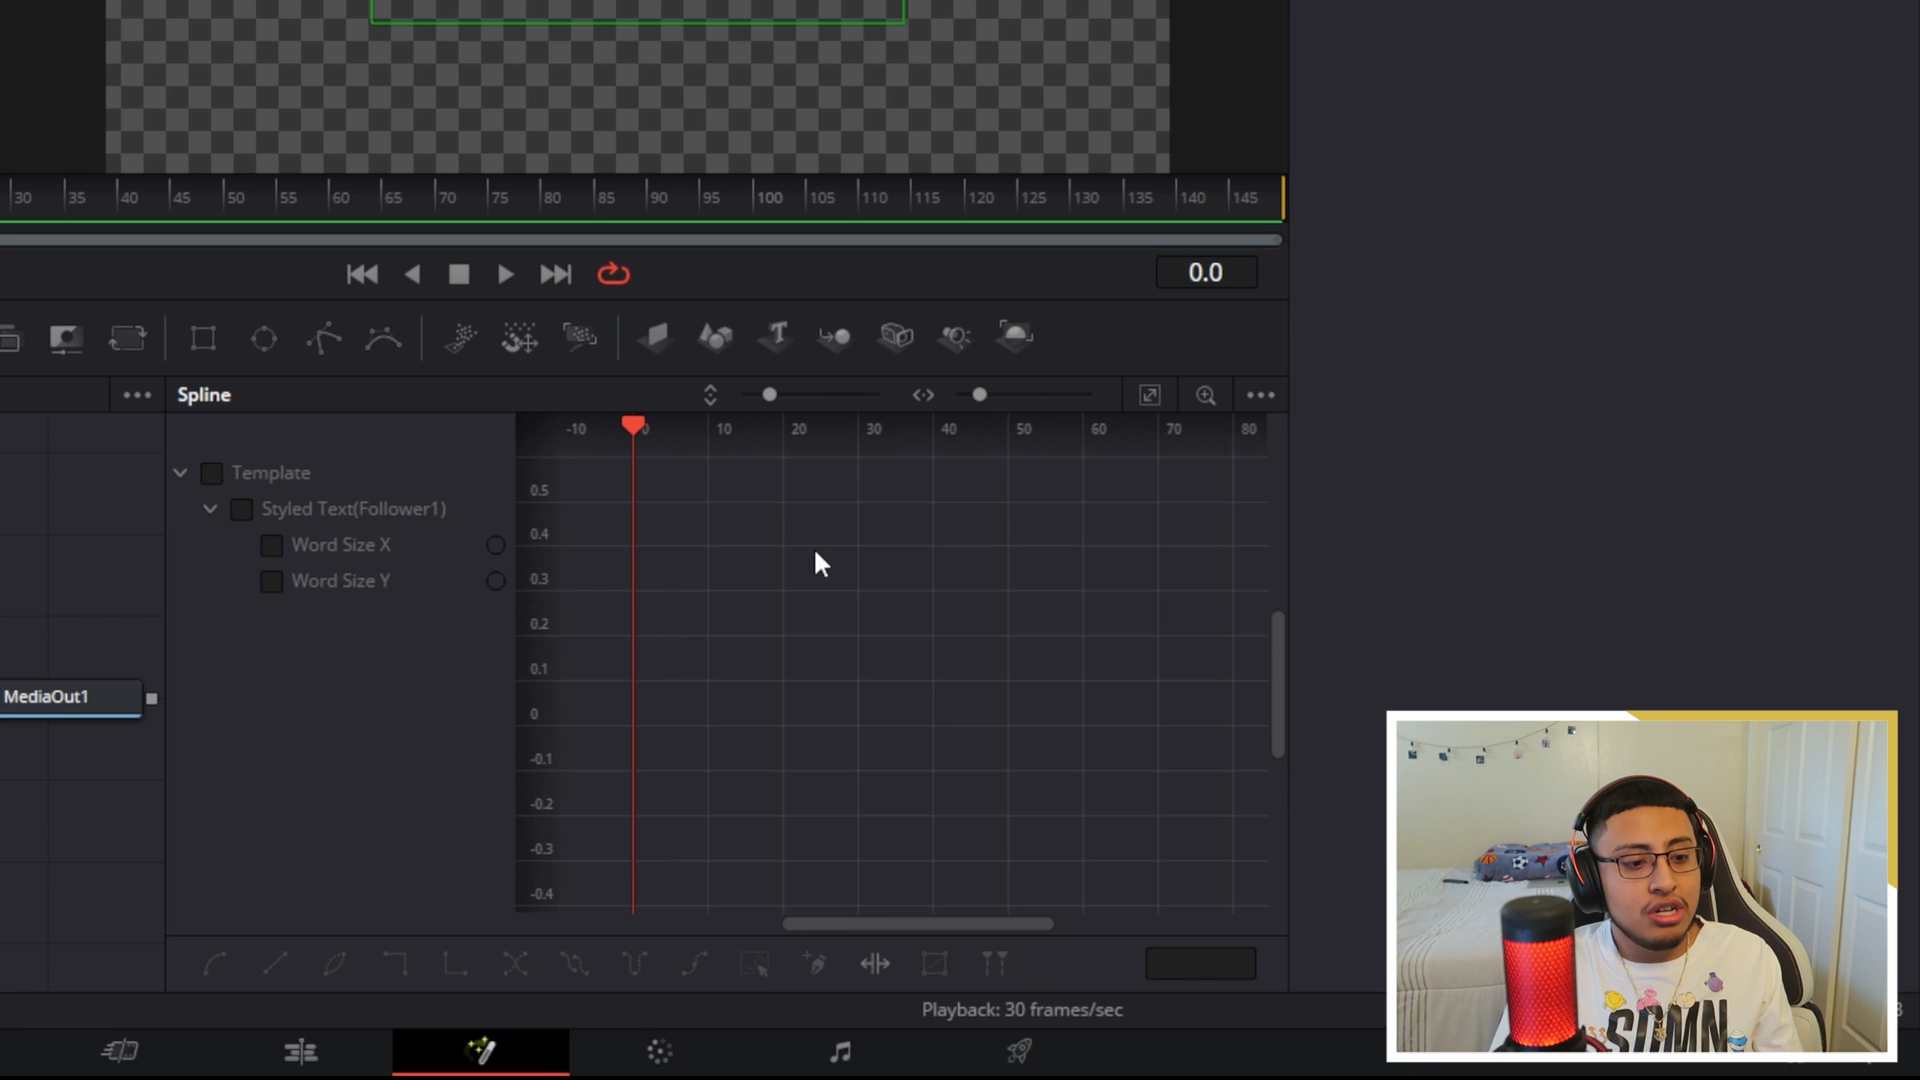 30 35 40 45 50 55 60 65 70 75 80 85 90 95 100 105 110 115 120 125 130 135 140 145
0.0
Spline
-10 0 10 20 30 40 50 60 70 80
Template
0.5
Styled Text(Follower1)
0.4
Word Size X
0.3
Word Size Y
0.2
0.1
MediaOut1
0
-0.1
-0.2
-0.3
-0.4
Playback: 30 frames/sec
SDMN